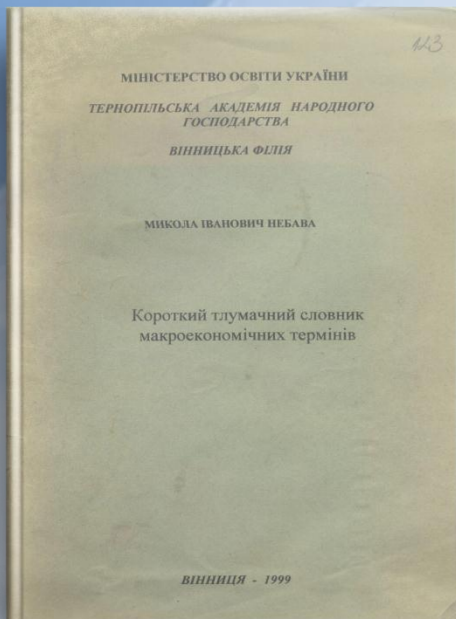 123
МІНІСТЕРСТВО ОСВІТИ УКРАЇНИ
ТЕРНОПІЛЬСЬКА АКАДЕМІЯ НАРОДНОГО
ГОСПОДАРСТВА
ВІННИЦЬКА ФІЛІЯ
МИКОЛА ІВАНОВИЧ НЕБАВА
Короткий тлумачний словник
макроекономічних термінів
ВІННИЦЯ - 1999